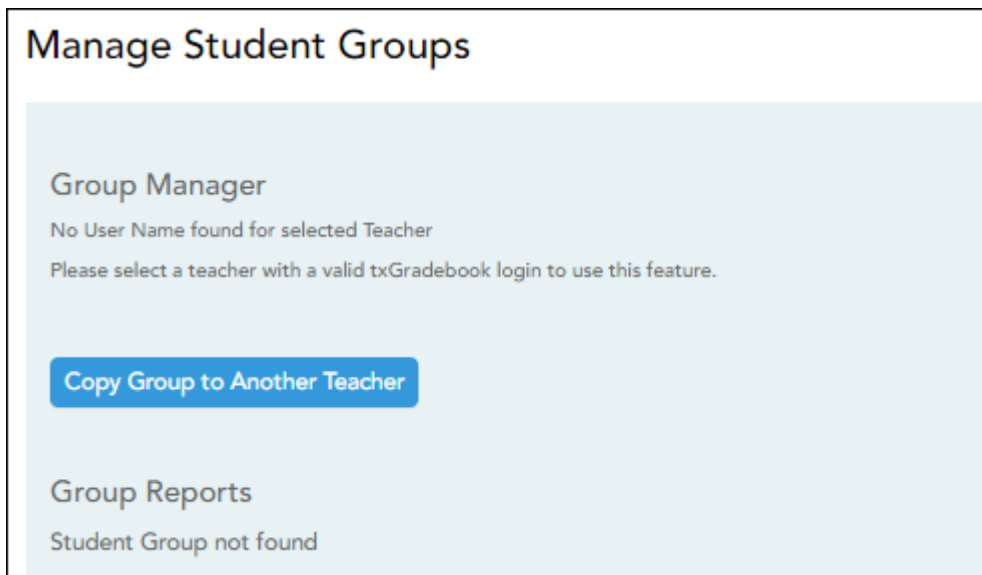 Manage Student Groups
Group Manager
No User Name found for selected Teacher
Please select a teacher with a valid txGradebook login to use this feature.
Copy Group to Another Teacher
Group Reports
Student Group not found